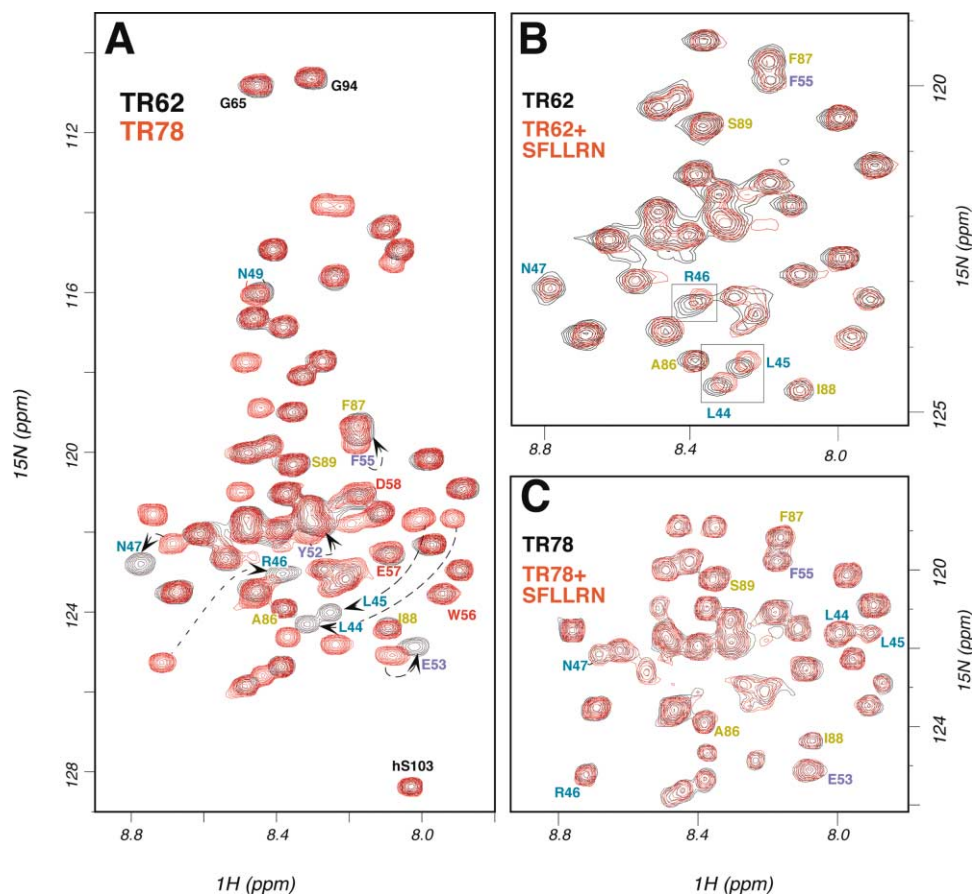 A
TR62
TR78
G65
G94
N49
F87
F55
S89
D58
N47
Y52
R46
E57
L45
W56
A86
L44
I88
E53
hS103
112
116
120
124
128
15N (ppm)
8.8
8.4
8.0
1H (ppm)
B
TR62
TR62+
SFLLRN
F87
F55
S89
N47
R46
A86
L45
L44
I88
120
125
15N (ppm)
8.8
8.4
8.0
C
TR78
TR78+
SFLLRN
F87
F55
S89
L44
L45
N47
A86
I88
R46
E53
120
124
15N (ppm)
8.8
8.4
8.0
1H (ppm)